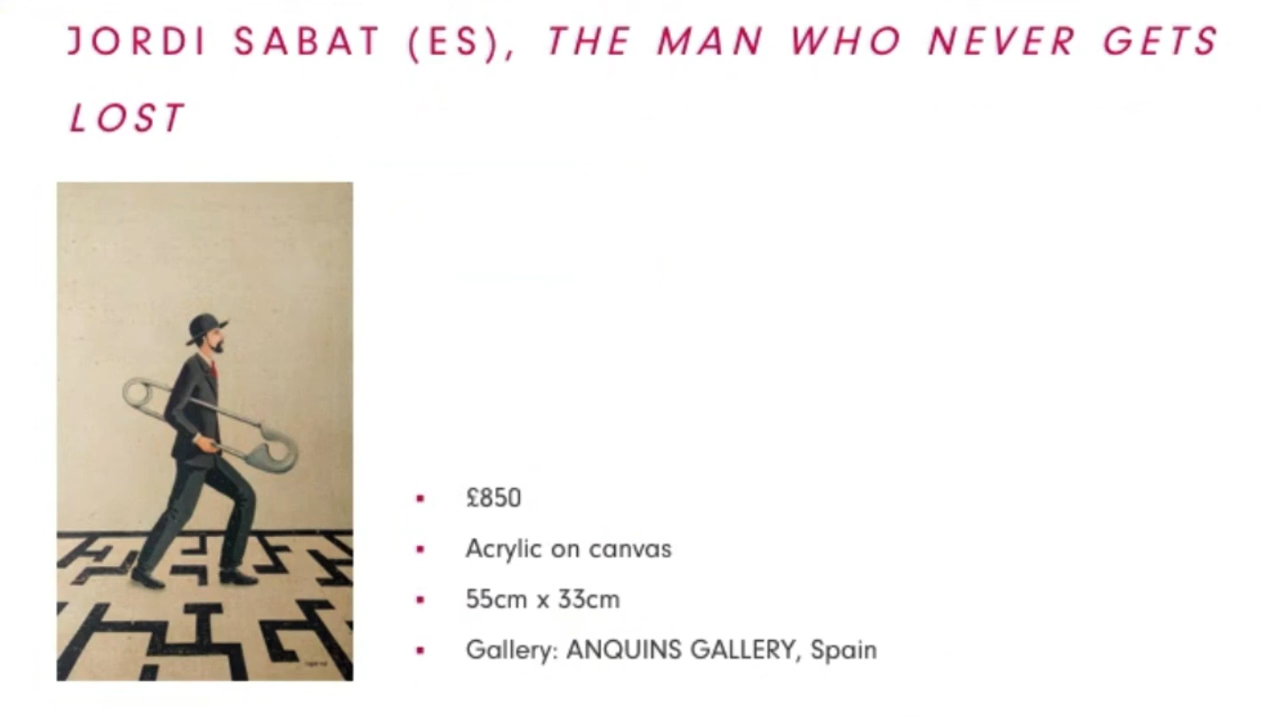 JORDI SABAT (ES), THE MAN WHO NEVER GETS
LOST
£850
Acrylic on canvas
55cm x 33cm
Gallery: ANQUINS GALLERY, Spain